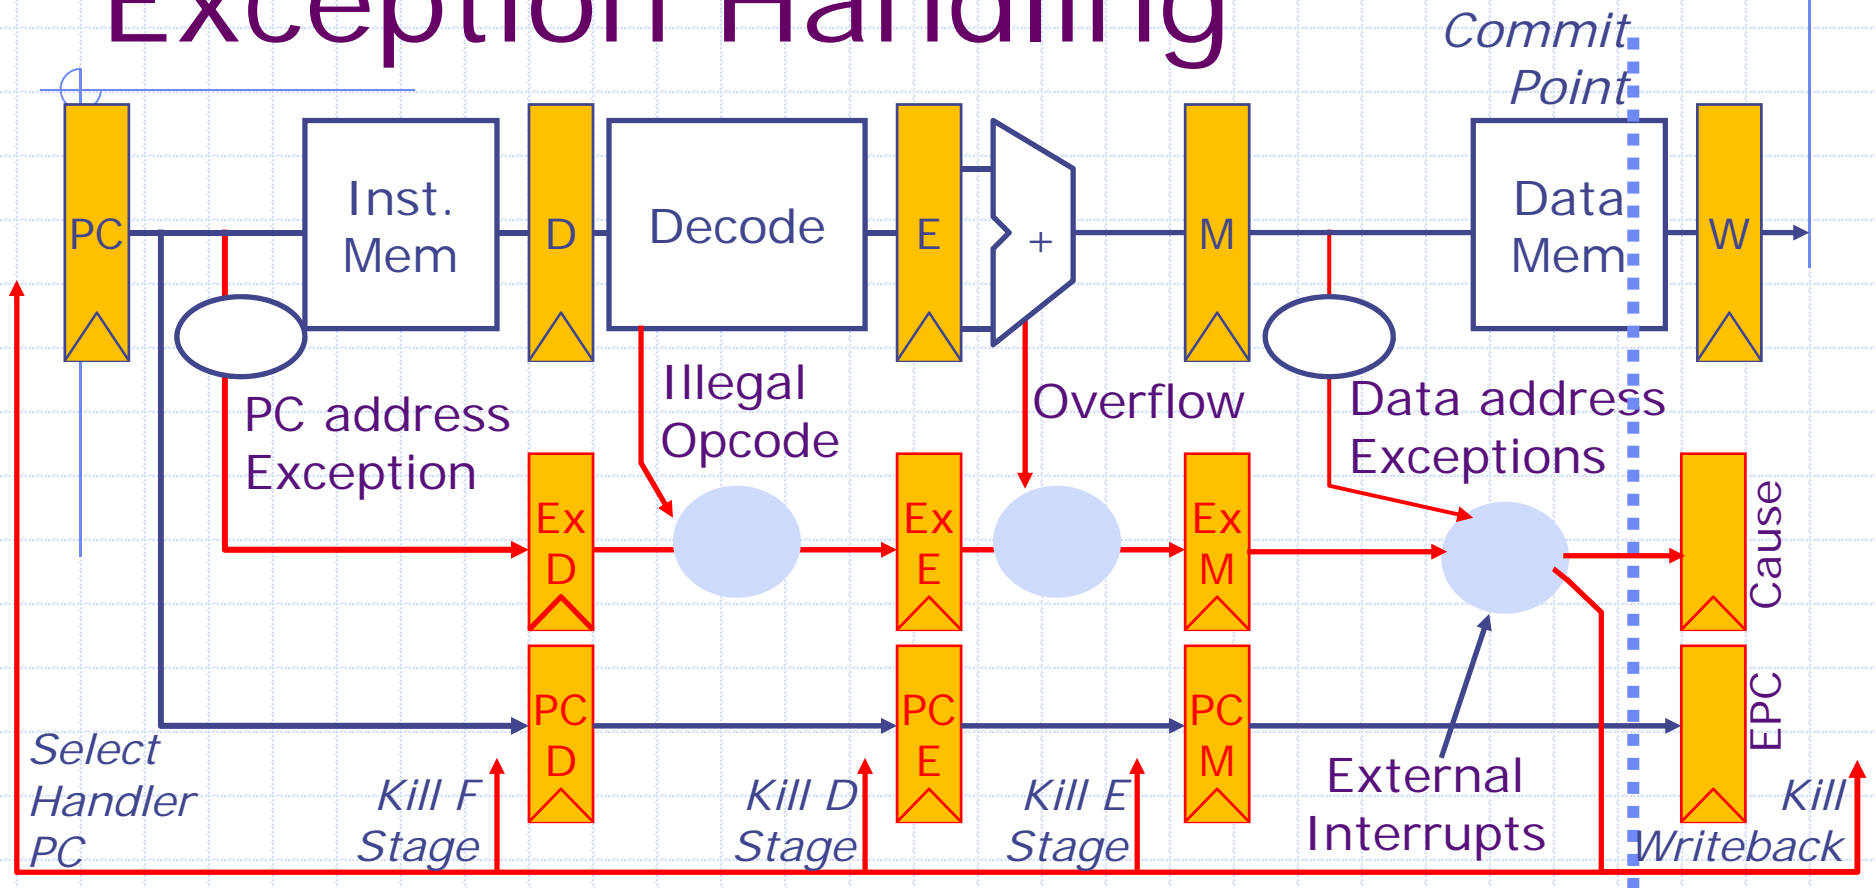 Exception Handling
Commit
Point
PC
Inst.
Mem
D
Decode
E
+
M
Data
Mem
W
PC address
Exception
Illegal
Opcode
Overflow
Data address
Exceptions
Ex
D
Ex
E
Ex
M
Cause
PC
D
PC
E
PC
M
EPC
Select
Handler
PC
Kill F
Stage
Kill D
Stage
Kill E
Stage
External
Interrupts
Kill
Writeback